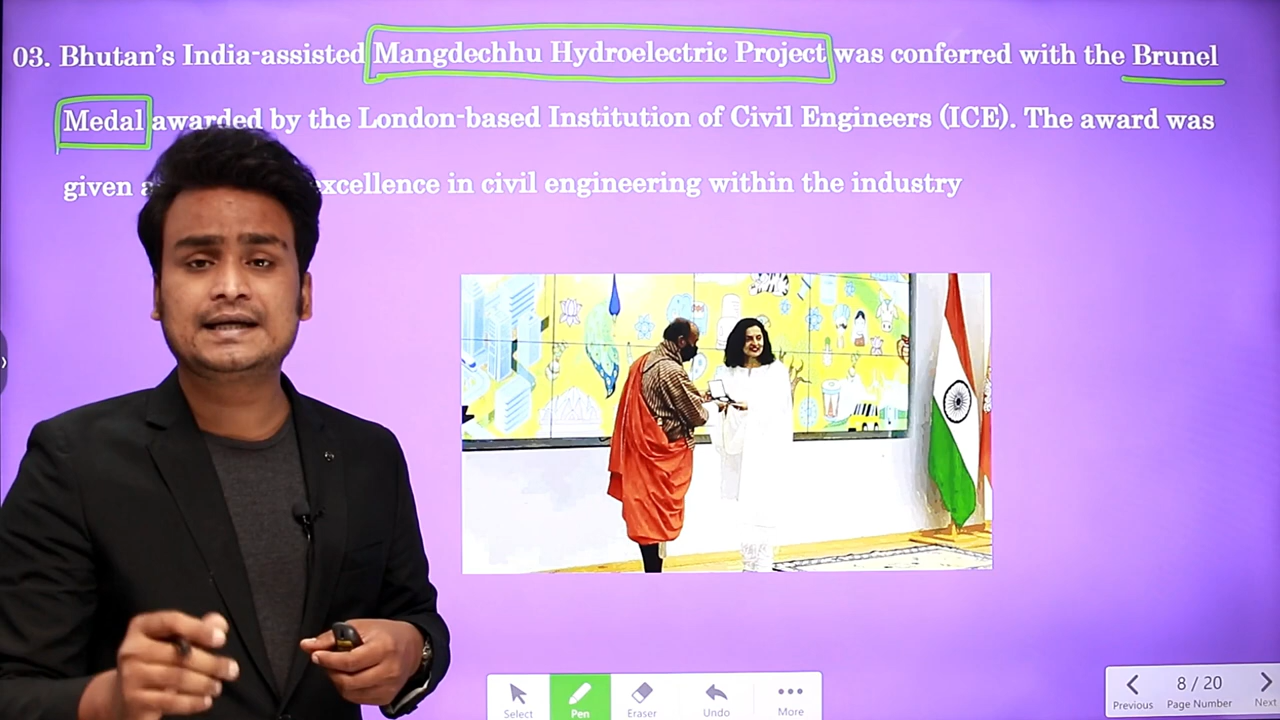 03. Bhutan's India-assisted Mangdechhu Hydroelectric Project was conferred with the Brunel
Medal awarded by the London-based Institution of Civil Engineers (ICE). The award was
given excellence in civil engineering within the industry
Select Pen Eraser Undo More
8 / 20
Previous Page Number Next